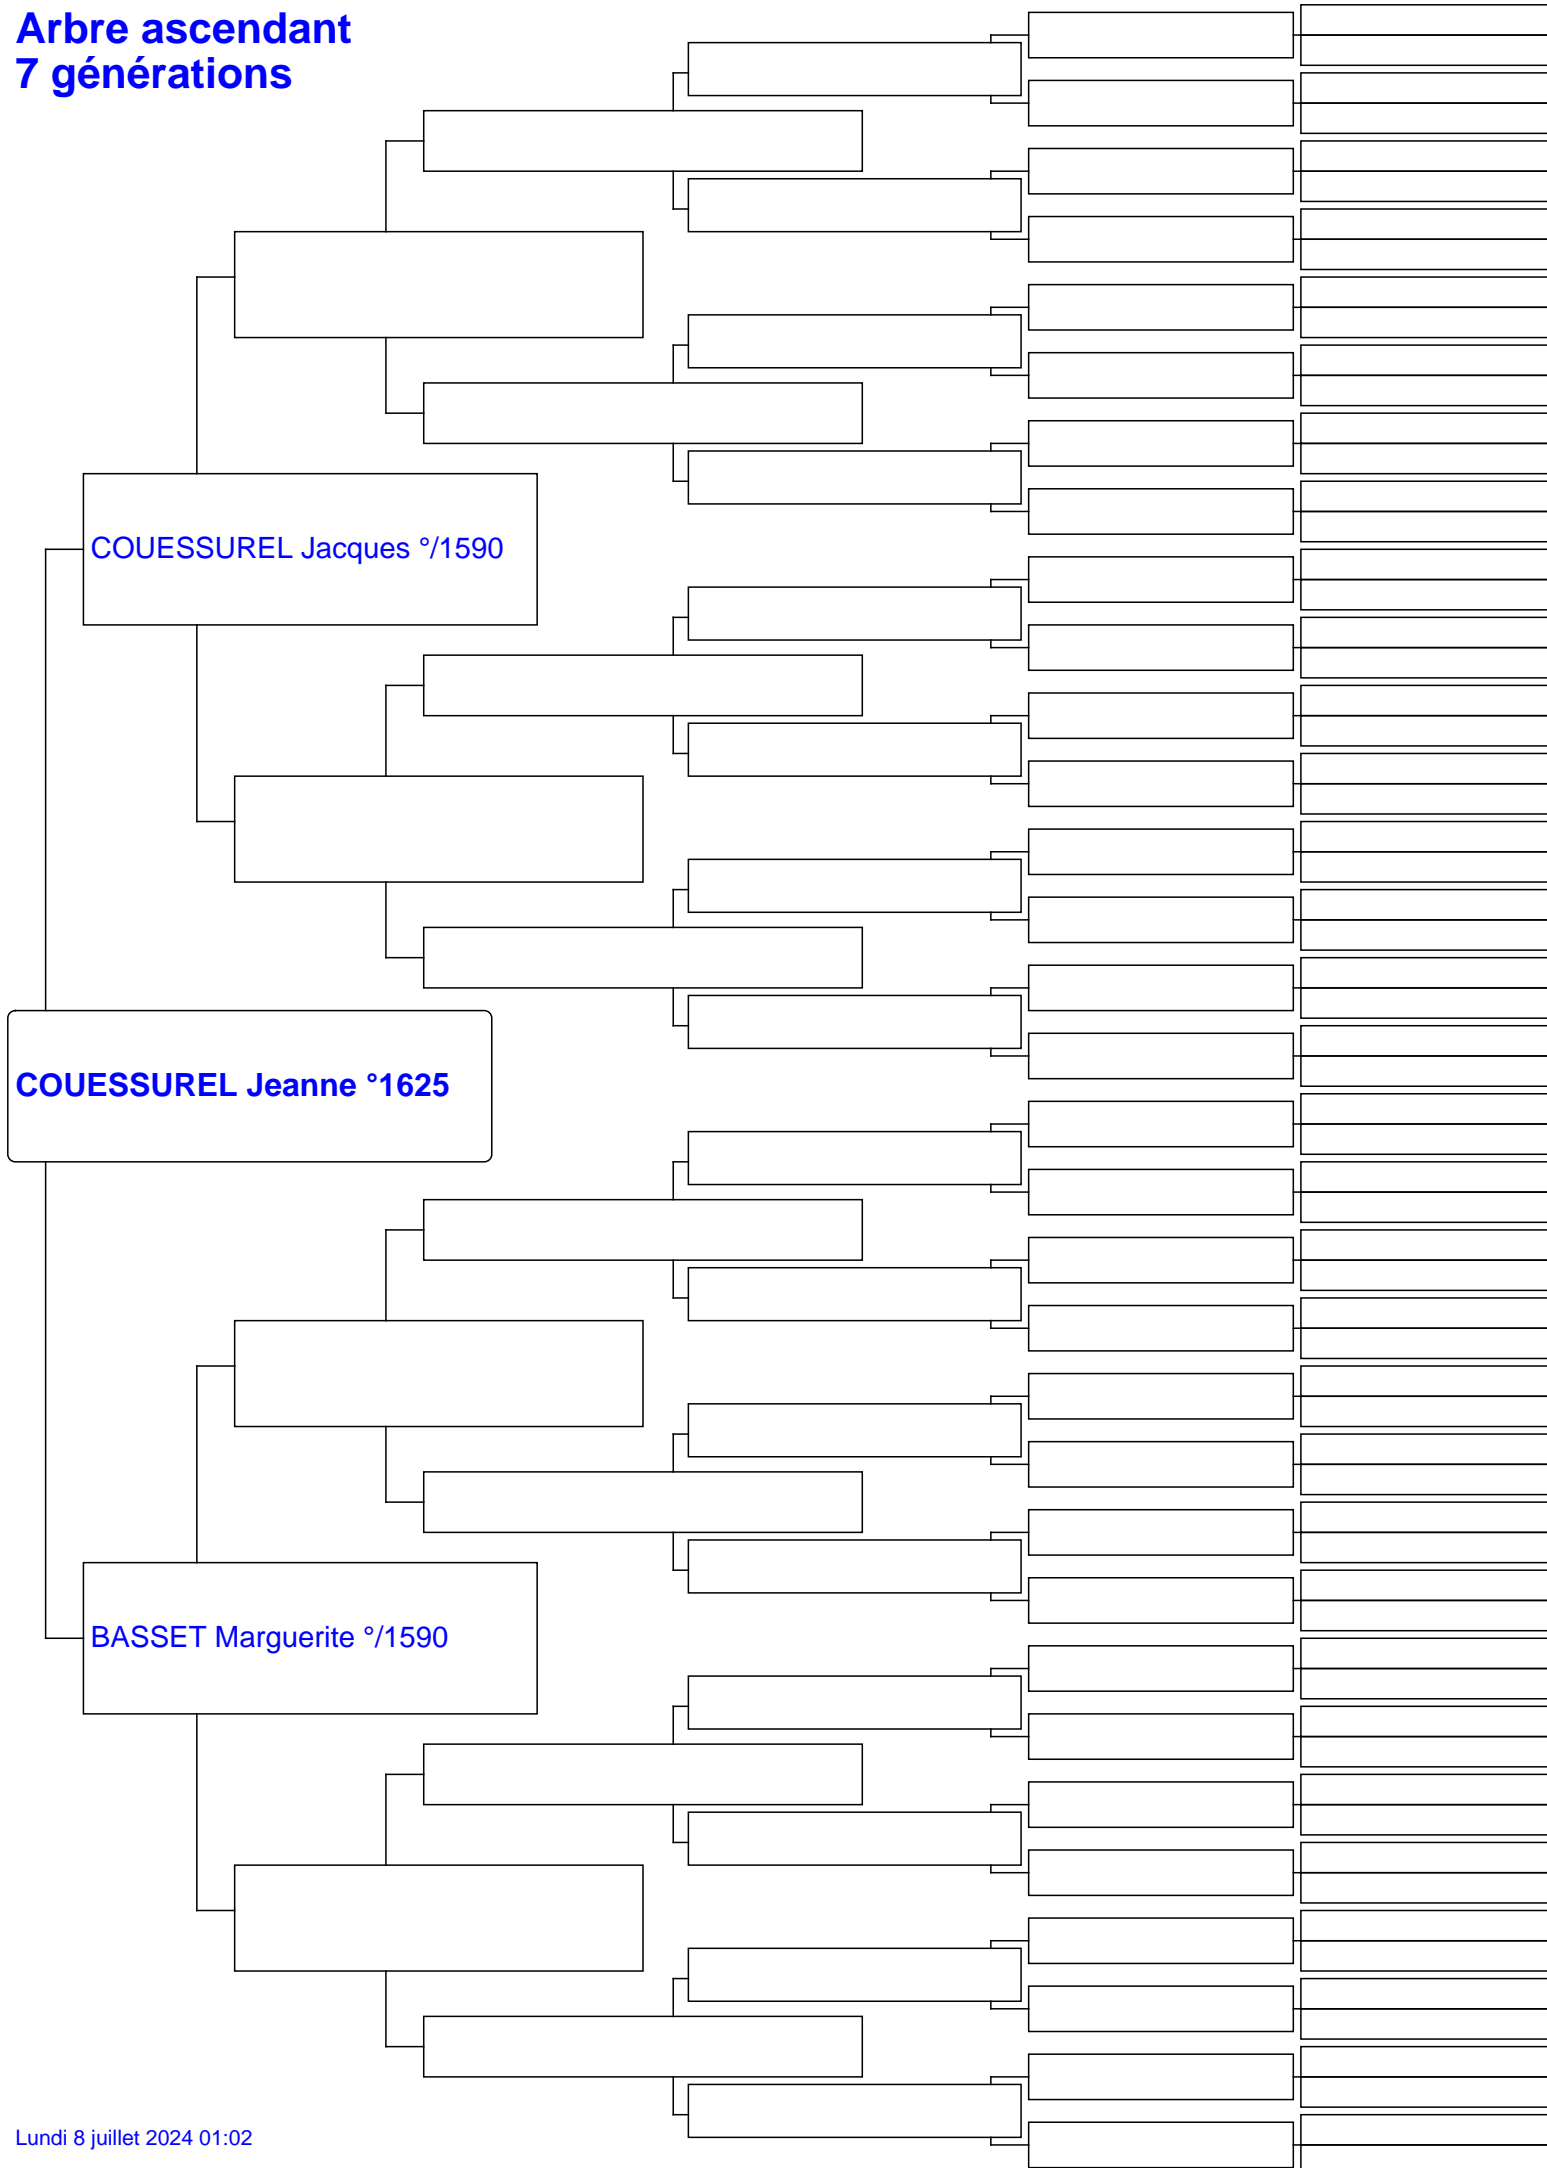 Arbre ascendant
7 générations
COUESSUREL Jacques °/1590
COUESSUREL Jeanne °1625
BASSET Marguerite °/1590
Lundi 8 juillet 2024 01:02